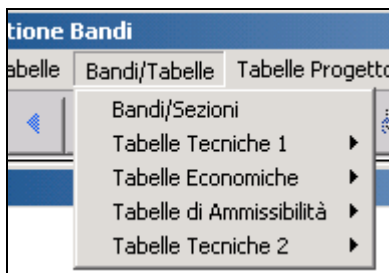 tione Bandi
abelle Bandi/Tabelle Tabelle Progetto
Bandi/Sezioni
Tabelle Tecniche 1
Tabelle Economiche
Tabelle di Ammissibilità
Tabelle Tecniche 2